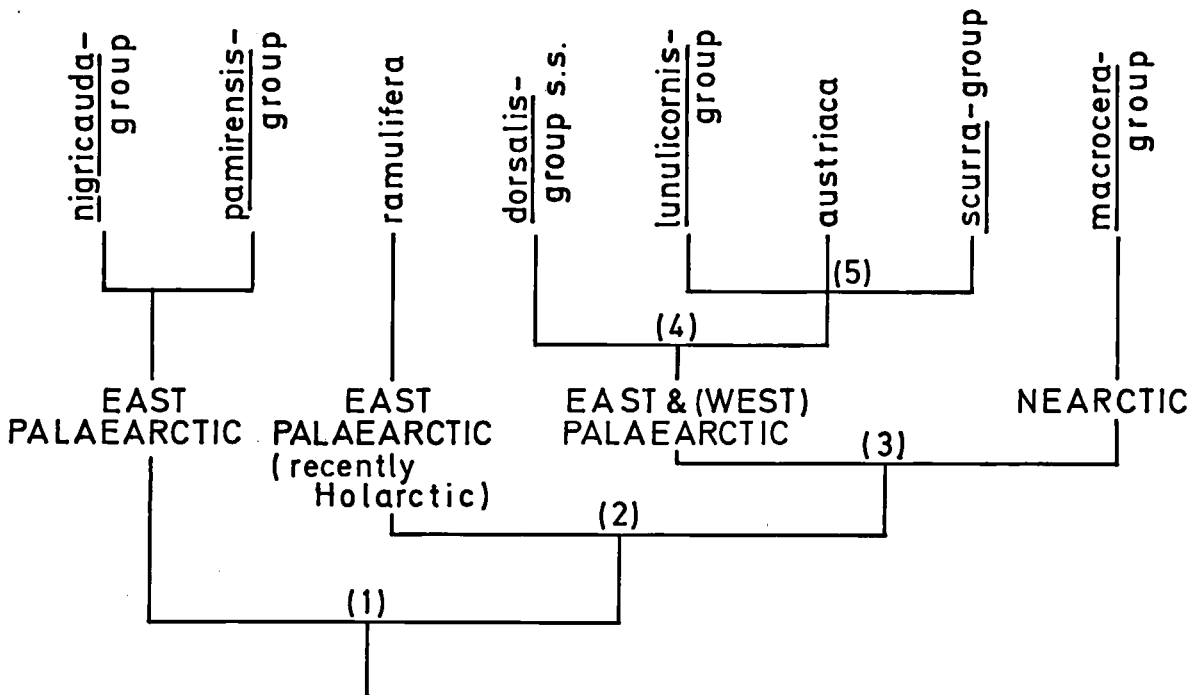 nigricauda-
group
pamirensis-
group
ramulifera
dorsalis-
group s.s.
lunulicornis-
group
austriaca
scurra-group
macrocera-
group
(5)
(4)
EAST
PALAEARCTIC
EAST
PALAEARCTIC
(recently
Holarctic)
EAST & (WEST)
PALAEARCTIC
NEARCTIC
(3)
(2)
(1)